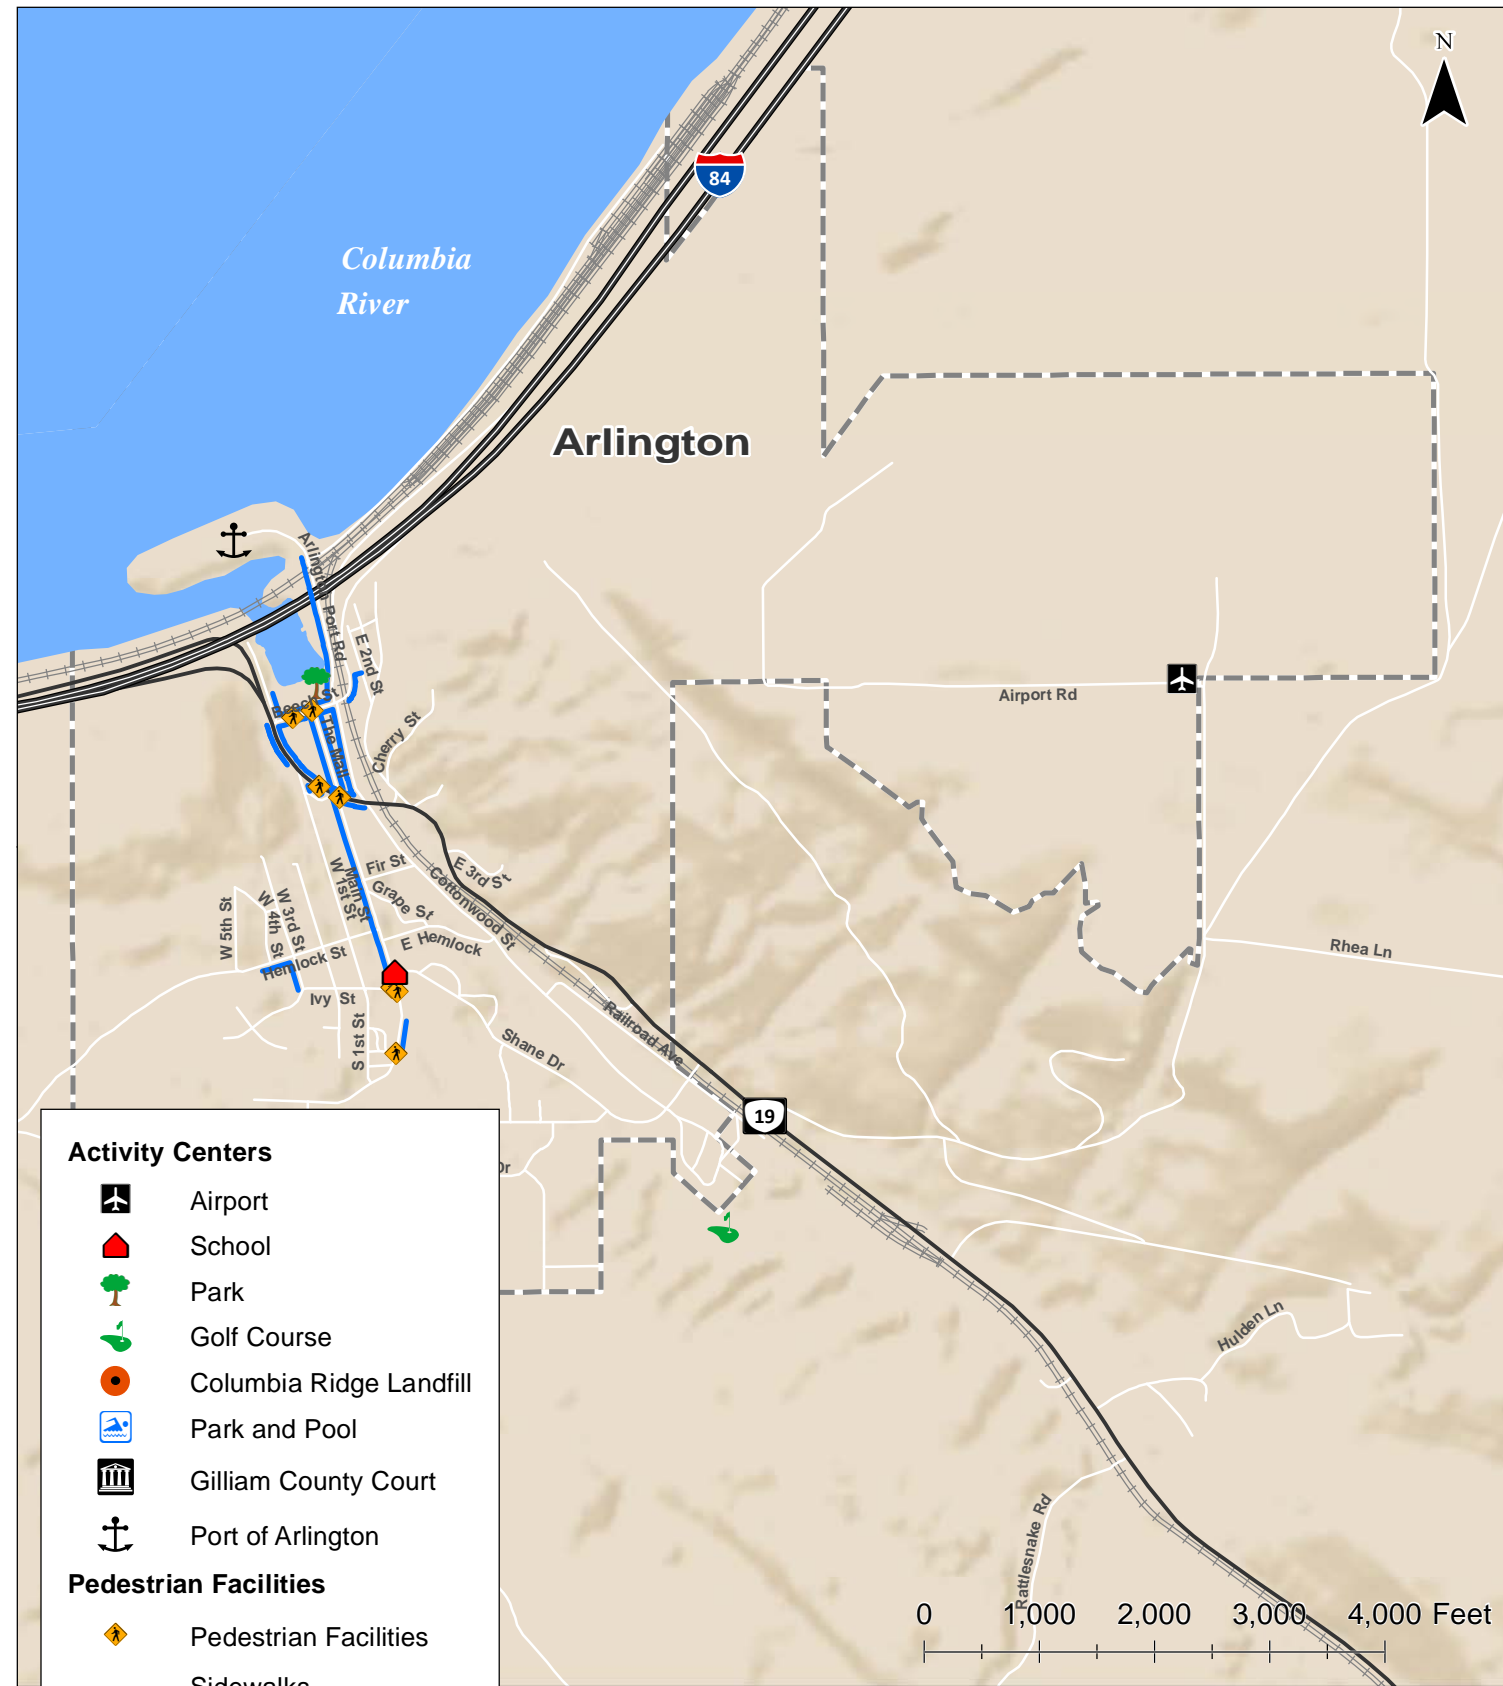 N
84
Columbia
River
Arlington
Arlington Port Rd
E 2nd St
Beech St
The Mall
Cherry St
Airport Rd
Fir St
E 3rd St
W 1st St
Main St
Grape St
Cottonwood St
W 5th St
W 4th St
W 3rd St
Hemlock St
E Hemlock
Rhea Ln
Ivy St
S 1st St
Shane Dr
Railroad Ave
19
Dr
Hulden Ln
Rattlesnake Rd
Activity Centers
Airport
School
Park
Golf Course
Columbia Ridge Landfill
Park and Pool
Gilliam County Court
Port of Arlington
Pedestrian Facilities
Pedestrian Facilities
Sidewalks
0 1,000 2,000 3,000 4,000 Feet